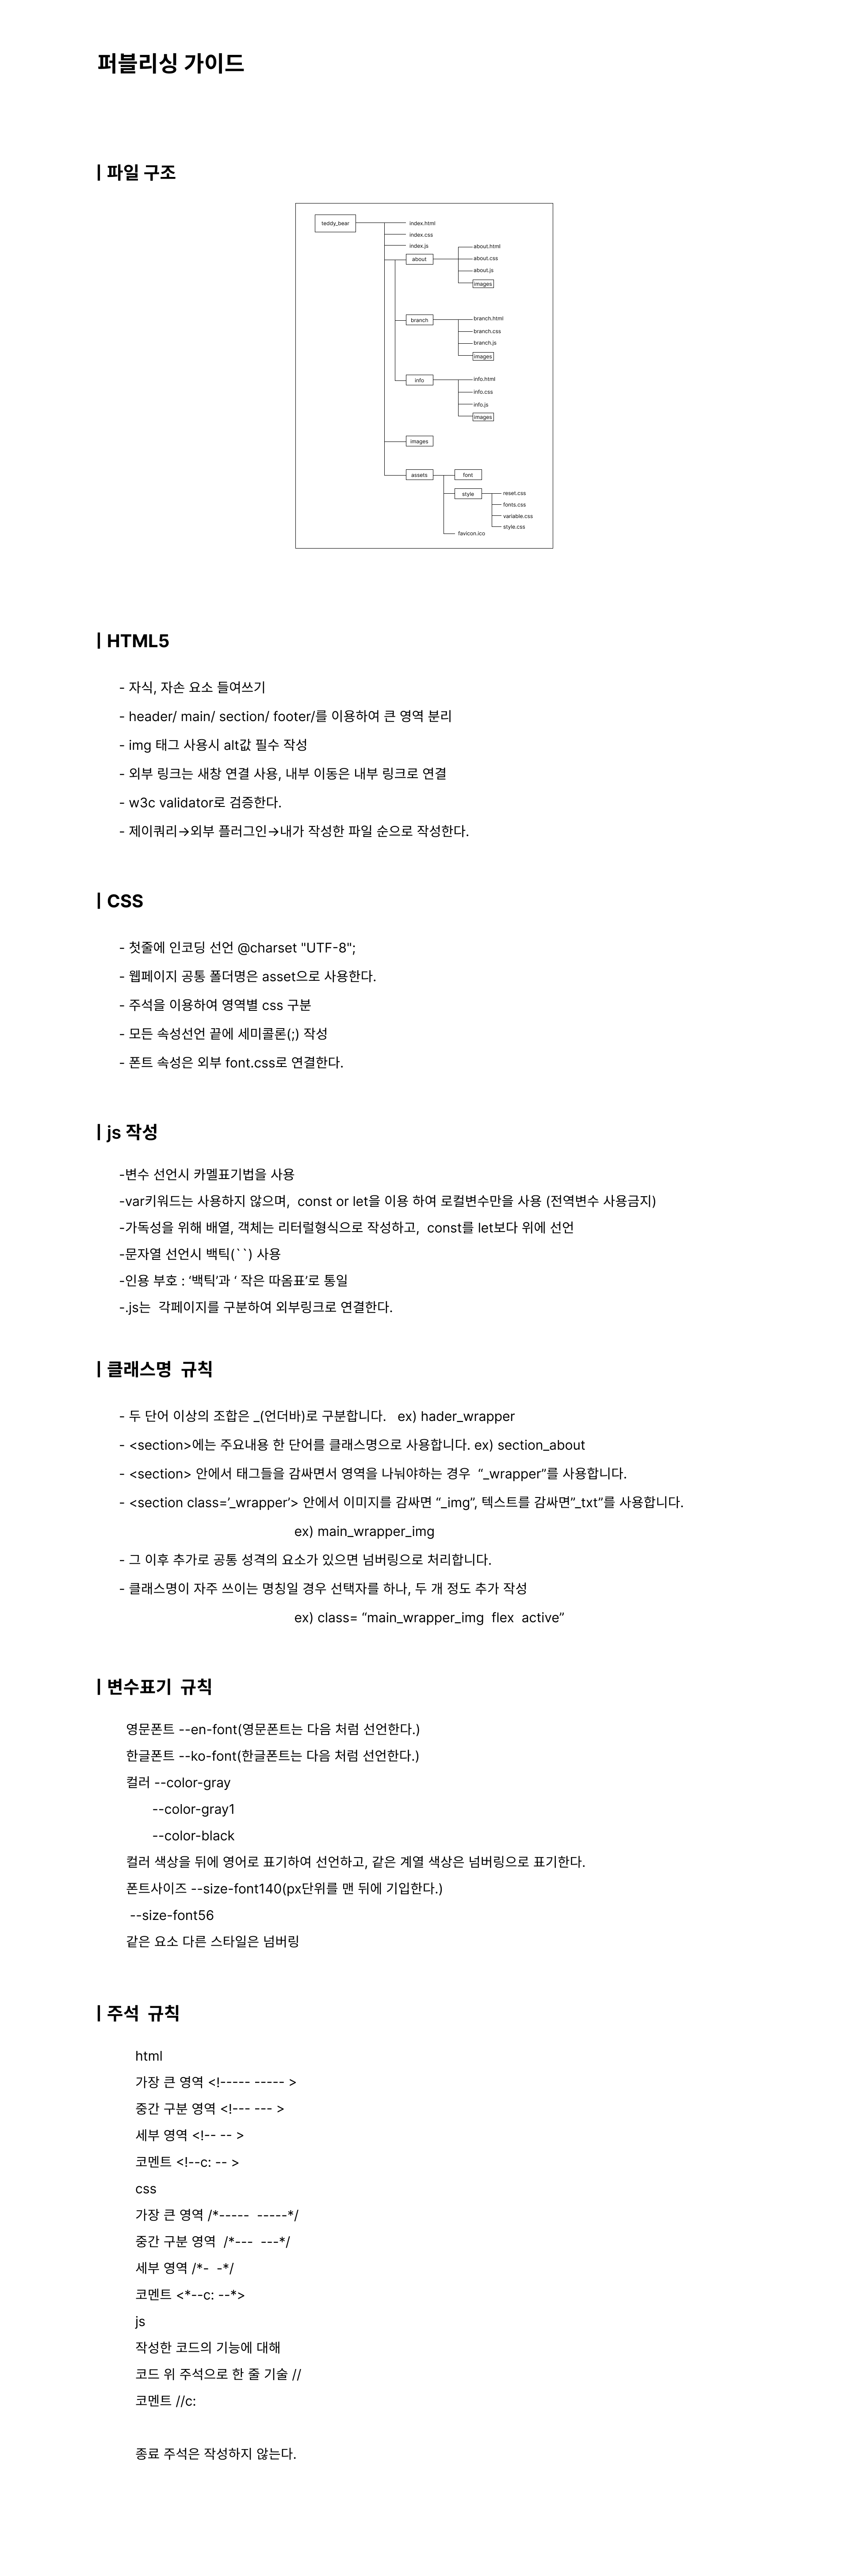 퍼블리싱 가이드
| 파일 구조
teddy_bear
index.html
index.css
index.js
about
about.html
about.css
about.js
images
branch
branch.html
branch.css
branch.js
images
info
info.html
info.css
info.js
images
images
assets
font
style
reset.css
fonts.css
variable.css
style.css
favicon.ico
| HTML5
- 자식, 자손 요소 들여쓰기
- header/ main/ section/ footer/를 이용하여 큰 영역 분리
- img 태그 사용시 alt값 필수 작성
- 외부 링크는 새창 연결 사용, 내부 이동은 내부 링크로 연결
- w3c validator로 검증한다.
- 제이쿼리→외부 플러그인→내가 작성한 파일 순으로 작성한다.
| CSS
- 첫줄에 인코딩 선언 @charset "UTF-8";
- 웹페이지 공통 폴더명은 asset으로 사용한다.
- 주석을 이용하여 영역별 css 구분
- 모든 속성선언 끝에 세미콜론(;) 작성
- 폰트 속성은 외부 font.css로 연결한다.
| js 작성
-변수 선언시 카멜표기법을 사용
-var키워드는 사용하지 않으며,  const or let을 이용 하여 로컬변수만을 사용 (전역변수 사용금지)
-가독성을 위해 배열, 객체는 리터럴형식으로 작성하고,  const를 let보다 위에 선언
-문자열 선언시 백틱(``) 사용
-인용 부호 : ‘백틱’과 ‘ 작은 따옴표’로 통일
-.js는  각페이지를 구분하여 외부링크로 연결한다.
| 클래스명  규칙
- 두 단어 이상의 조합은 _(언더바)로 구분합니다.   ex) hader_wrapper
- <section>에는 주요내용 한 단어를 클래스명으로 사용합니다. ex) section_about
- <section> 안에서 태그들을 감싸면서 영역을 나눠야하는 경우  “_wrapper”를 사용합니다.
- <section class=’_wrapper’> 안에서 이미지를 감싸면 “_img”, 텍스트를 감싸면”_txt”를 사용합니다.
ex) main_wrapper_img
- 그 이후 추가로 공통 성격의 요소가 있으면 넘버링으로 처리합니다.
- 클래스명이 자주 쓰이는 명칭일 경우 선택자를 하나, 두 개 정도 추가 작성
ex) class= “main_wrapper_img  flex  active”
| 변수표기  규칙
영문폰트 --en-font(영문폰트는 다음 처럼 선언한다.)
한글폰트 --ko-font(한글폰트는 다음 처럼 선언한다.)
컬러 --color-gray
--color-gray1
--color-black
컬러 색상을 뒤에 영어로 표기하여 선언하고, 같은 계열 색상은 넘버링으로 표기한다.
폰트사이즈 --size-font140(px단위를 맨 뒤에 기입한다.)
--size-font56
같은 요소 다른 스타일은 넘버링
| 주석  규칙
html
가장 큰 영역 <!----- ----- >
중간 구분 영역 <!--- --- >
세부 영역 <!-- -- >
코멘트 <!--c: -- >
css
가장 큰 영역 /*-----  -----*/
중간 구분 영역  /*---  ---*/
세부 영역 /*-  -*/
코멘트 <*--c: --*>
js
작성한 코드의 기능에 대해
코드 위 주석으로 한 줄 기술 //
코멘트 //c:
종료 주석은 작성하지 않는다.